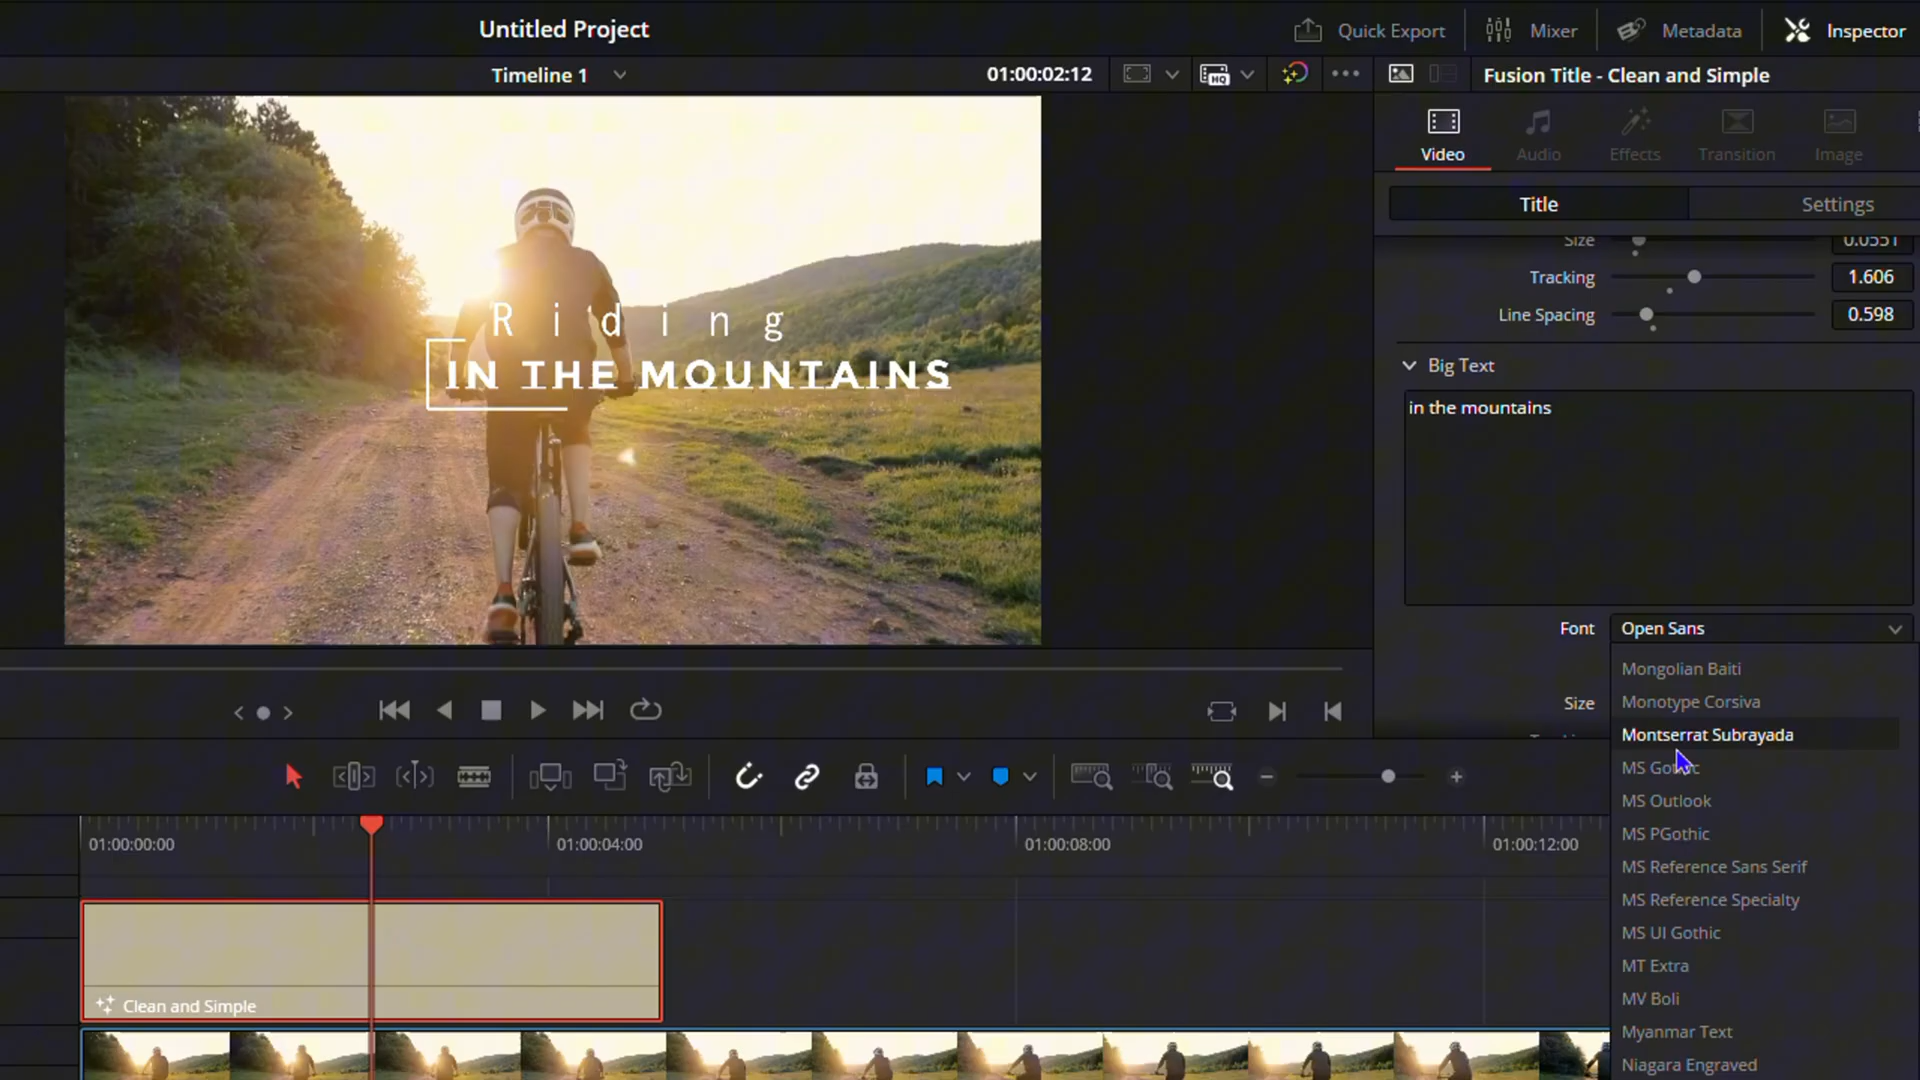 Untitled Project
Quick Export
Mixer
Metadata
Inspector
Timeline 1
01:00:02:12
HQ
Fusion Title - Clean and Simple
Video
Audio
Effects
Transition
Image
Title
Settings
Size
0.0551
Tracking
1.606
Line Spacing
0.598
Riding
IN THE MOUNTAINS
Big Text
in the mountains
Font
Open Sans
Mongolian Baiti
Monotype Corsiva
Size
Montserrat Subrayada
MS Gothic
MS Outlook
MS PGothic
MS Reference Sans Serif
MS Reference Specialty
MS UI Gothic
MT Extra
MV Boli
Myanmar Text
Niagara Engraved
01:00:00:00
01:00:04:00
01:00:08:00
01:00:12:00
Clean and Simple